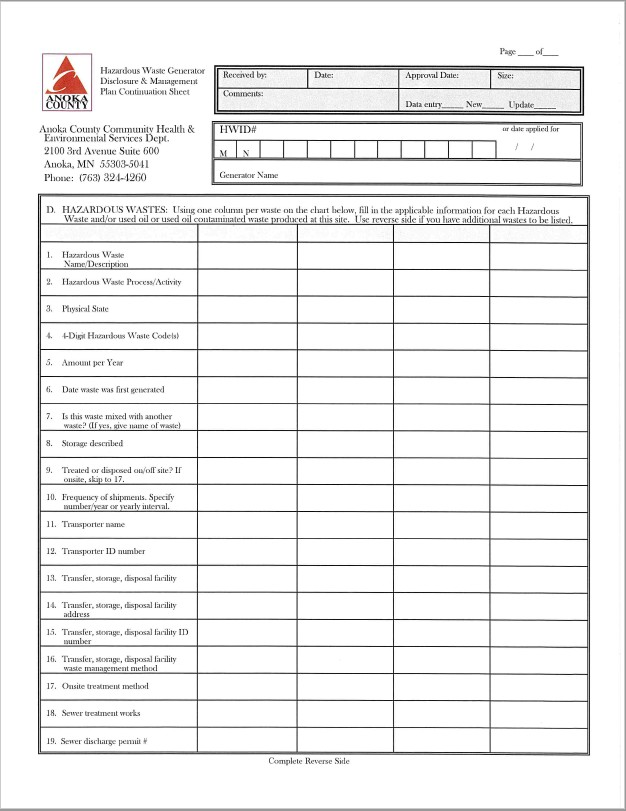 Page ____ of____
ANOKA
COUNTY
Hazardous Waste Generator
Disclosure & Management
Plan Continuation Sheet
Received by:
Date:
Approval Date:
Size:
Comments:
Data entry_____ New_____ Update_____
Anoka County Community Health &
Environmental Services Dept.
2100 3rd Avenue Suite 600
Anoka, MN 55303-5041
Phone: (763) 324-4260
HWID#
or date applied for
M N
/ /
Generator Name
D. HAZARDOUS WASTES: Using one column per waste on the chart below, fill in the applicable information for each Hazardous
Waste and/or used oil or used oil contaminated waste produced at this site. Use reverse side if you have additional wastes to be listed.
1. Hazardous Waste
Name/Description
2. Hazardous Waste Process/Activity
3. Physical State
4. 4-Digit Hazardous Waste Code(s)
5. Amount per Year
6. Date waste was first generated
7. Is this waste mixed with another
waste? (If yes, give name of waste)
8. Storage described
9. Treated or disposed on/off site? If
onsite, skip to 17.
10. Frequency of shipments. Specify
number/year or yearly interval.
11. Transporter name
12. Transporter ID number
13. Transfer, storage, disposal facility
14. Transfer, storage, disposal facility
address
15. Transfer, storage, disposal facility ID
number
16. Transfer, storage, disposal facility
waste management method
17. Onsite treatment method
18. Sewer treatment works
19. Sewer discharge permit #
Complete Reverse Side